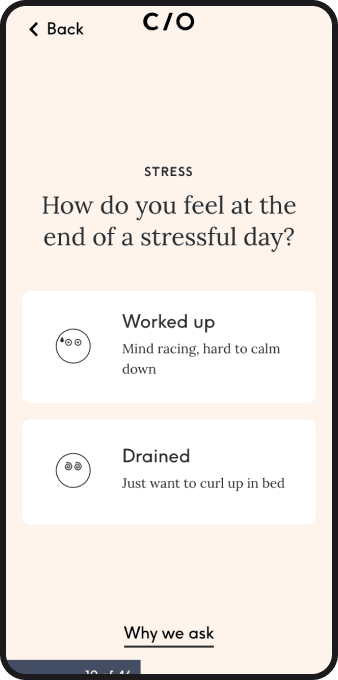 Back
C/O
STRESS
How do you feel at the
end of a stressful day?
Worked up
Mind racing, hard to calm
down
Drained
Just want to curl up in bed
Why we ask